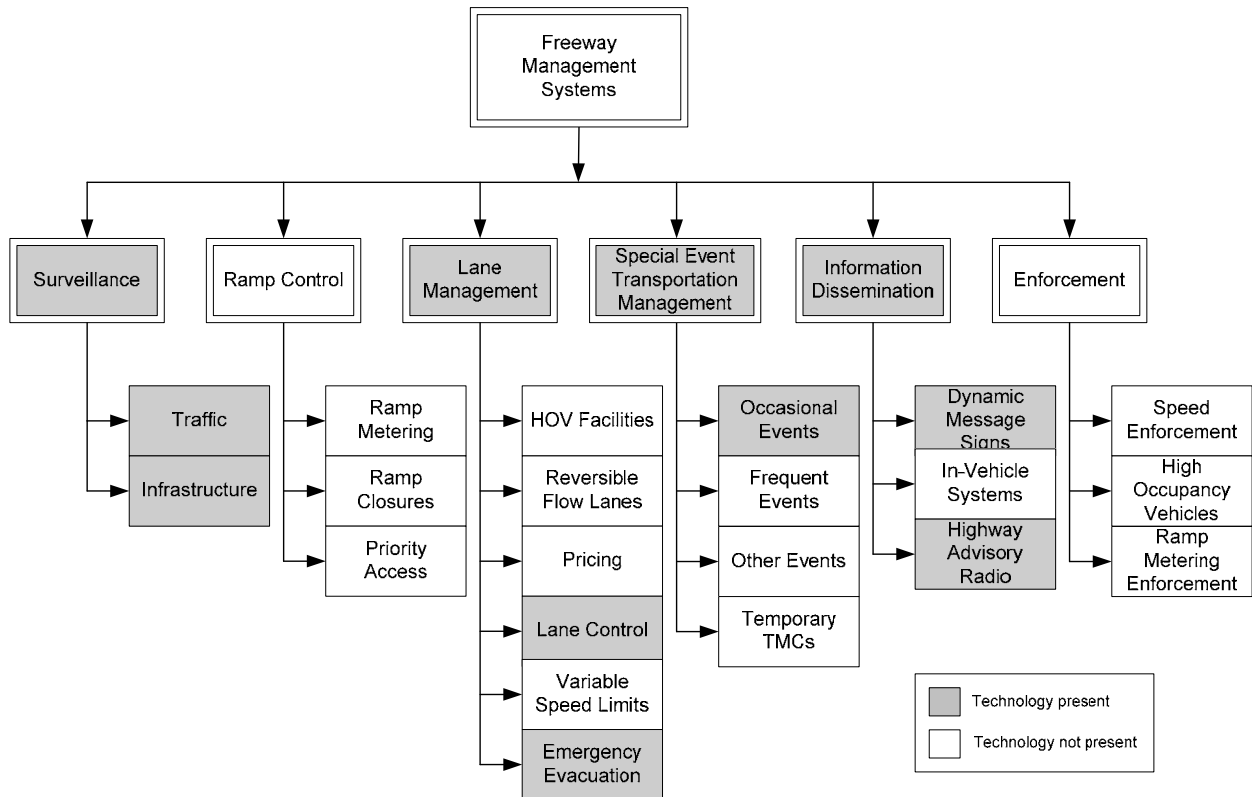 Freeway
Management
Systems
Surveillance
Ramp Control
Lane
Management
Special Event
Transportation
Management
Information
Dissemination
Enforcement
Traffic
Infrastructure
Ramp
Metering
Ramp
Closures
Priority
Access
HOV Facilities
Reversible
Flow Lanes
Pricing
Lane Control
Variable
Speed Limits
Emergency
Evacuation
Occasional
Events
Frequent
Events
Other Events
Temporary
TMCs
Dynamic
Message
Signs
In-Vehicle
Systems
Highway
Advisory
Radio
Speed
Enforcement
High
Occupancy
Vehicles
Ramp
Metering
Enforcement
Technology present
Technology not present